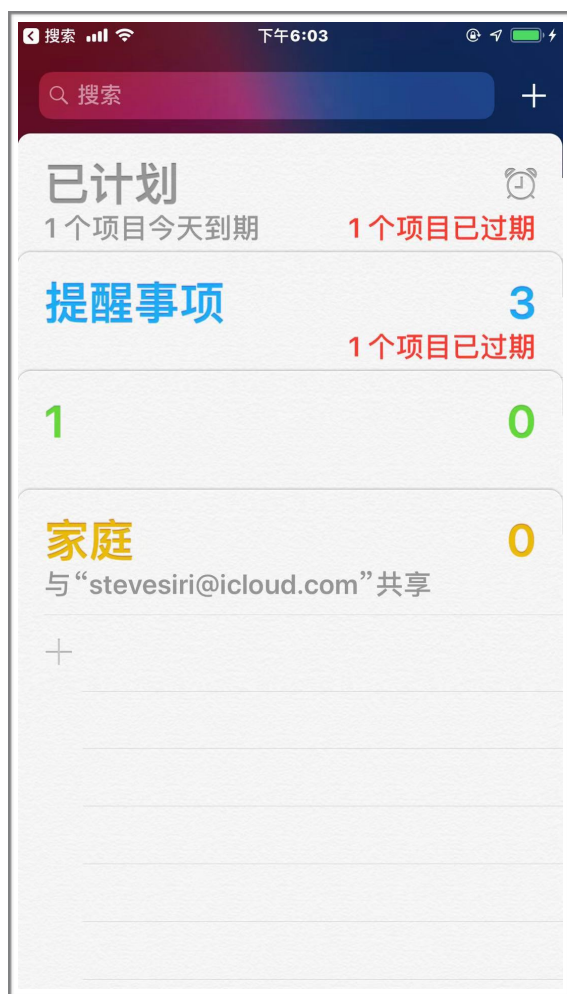 搜索 下午6:03
搜索
已计划
1个项目今天到期 1个项目已过期
提醒事项 3
1个项目已过期
1 0
家庭 0
与“stevesiri@icloud.com”共享